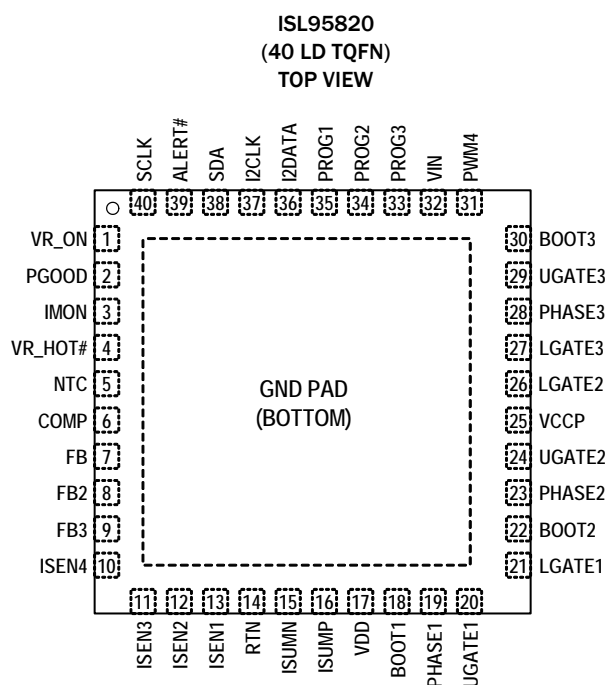 ISL95820
(40 LD TQFN)
TOP VIEW
SCLK
ALERT#
SDA
I2CLK
I2DATA
PROG1
PROG2
PROG3
VIN
PWM4
40 39 38 37 36 35 34 33 32 31
VR_ON 1
PGOOD 2
IMON 3
VR_HOT# 4
NTC 5
COMP 6
FB 7
FB2 8
FB3 9
ISEN4 10
GND PAD
(BOTTOM)
30 BOOT3
29 UGATE3
28 PHASE3
27 LGATE3
26 LGATE2
25 VCCP
24 UGATE2
23 PHASE2
22 BOOT2
21 LGATE1
11 12 13 14 15 16 17 18 19 20
ISEN3
ISEN2
ISEN1
RTN
ISUMN
ISUMP
VDD
BOOT1
PHASE1
UGATE1